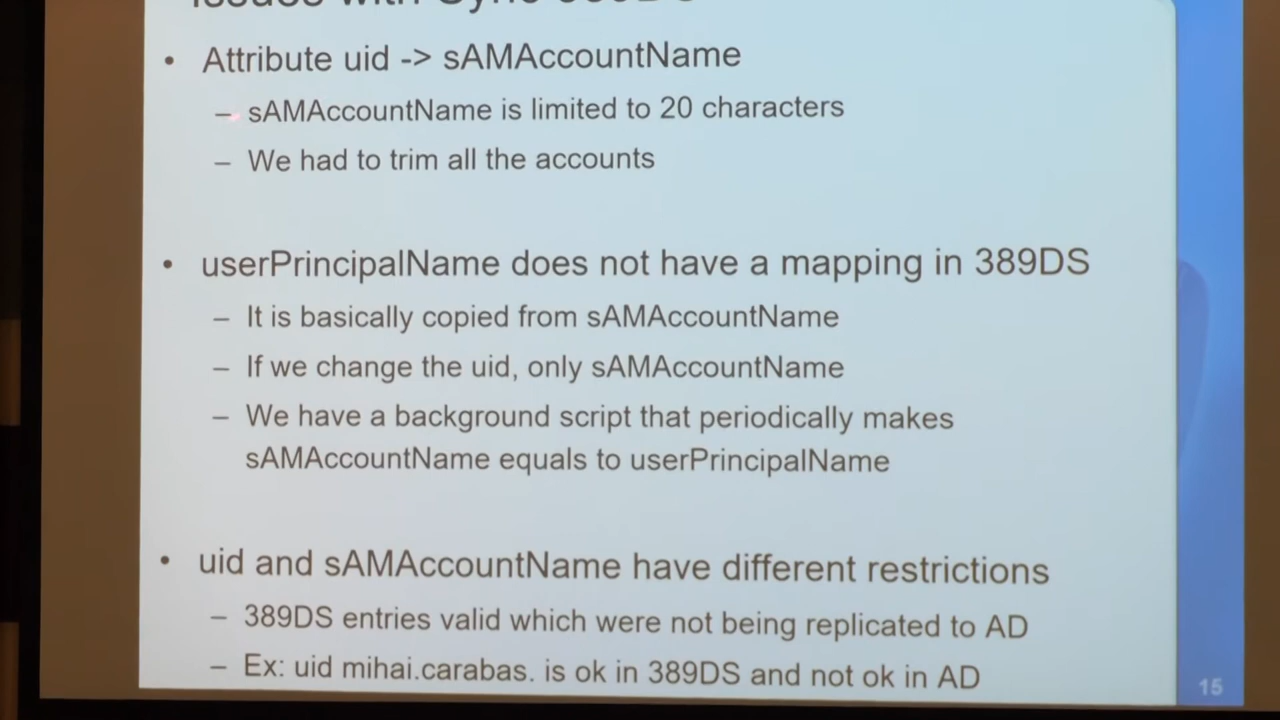 Issues with Sync 389DS
• Attribute uid -> sAMAccountName
– sAMAccountName is limited to 20 characters
– We had to trim all the accounts
• userPrincipalName does not have a mapping in 389DS
– It is basically copied from sAMAccountName
– If we change the uid, only sAMAccountName
– We have a background script that periodically makes
sAMAccountName equals to userPrincipalName
• uid and sAMAccountName have different restrictions
– 389DS entries valid which were not being replicated to AD
– Ex: uid mihai.carabas. is ok in 389DS and not ok in AD
15